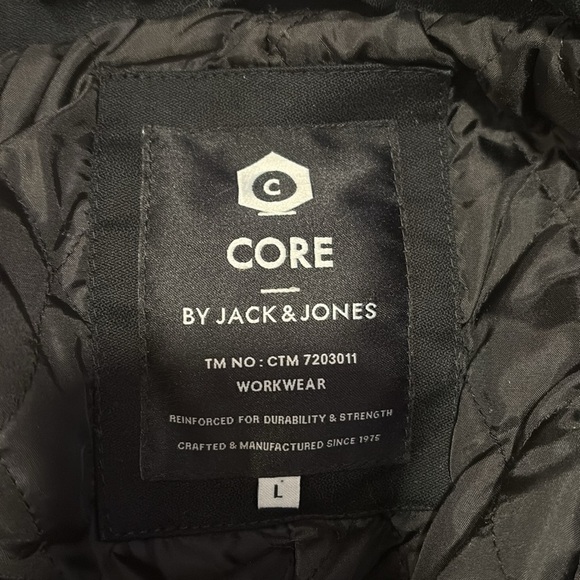 C
CORE
BY JACK & JONES
TM NO : CTM 7203011
WORKWEAR
REINFORCED FOR DURABILITY & STRENGTH
CRAFTED & MANUFACTURED SINCE 1975
L